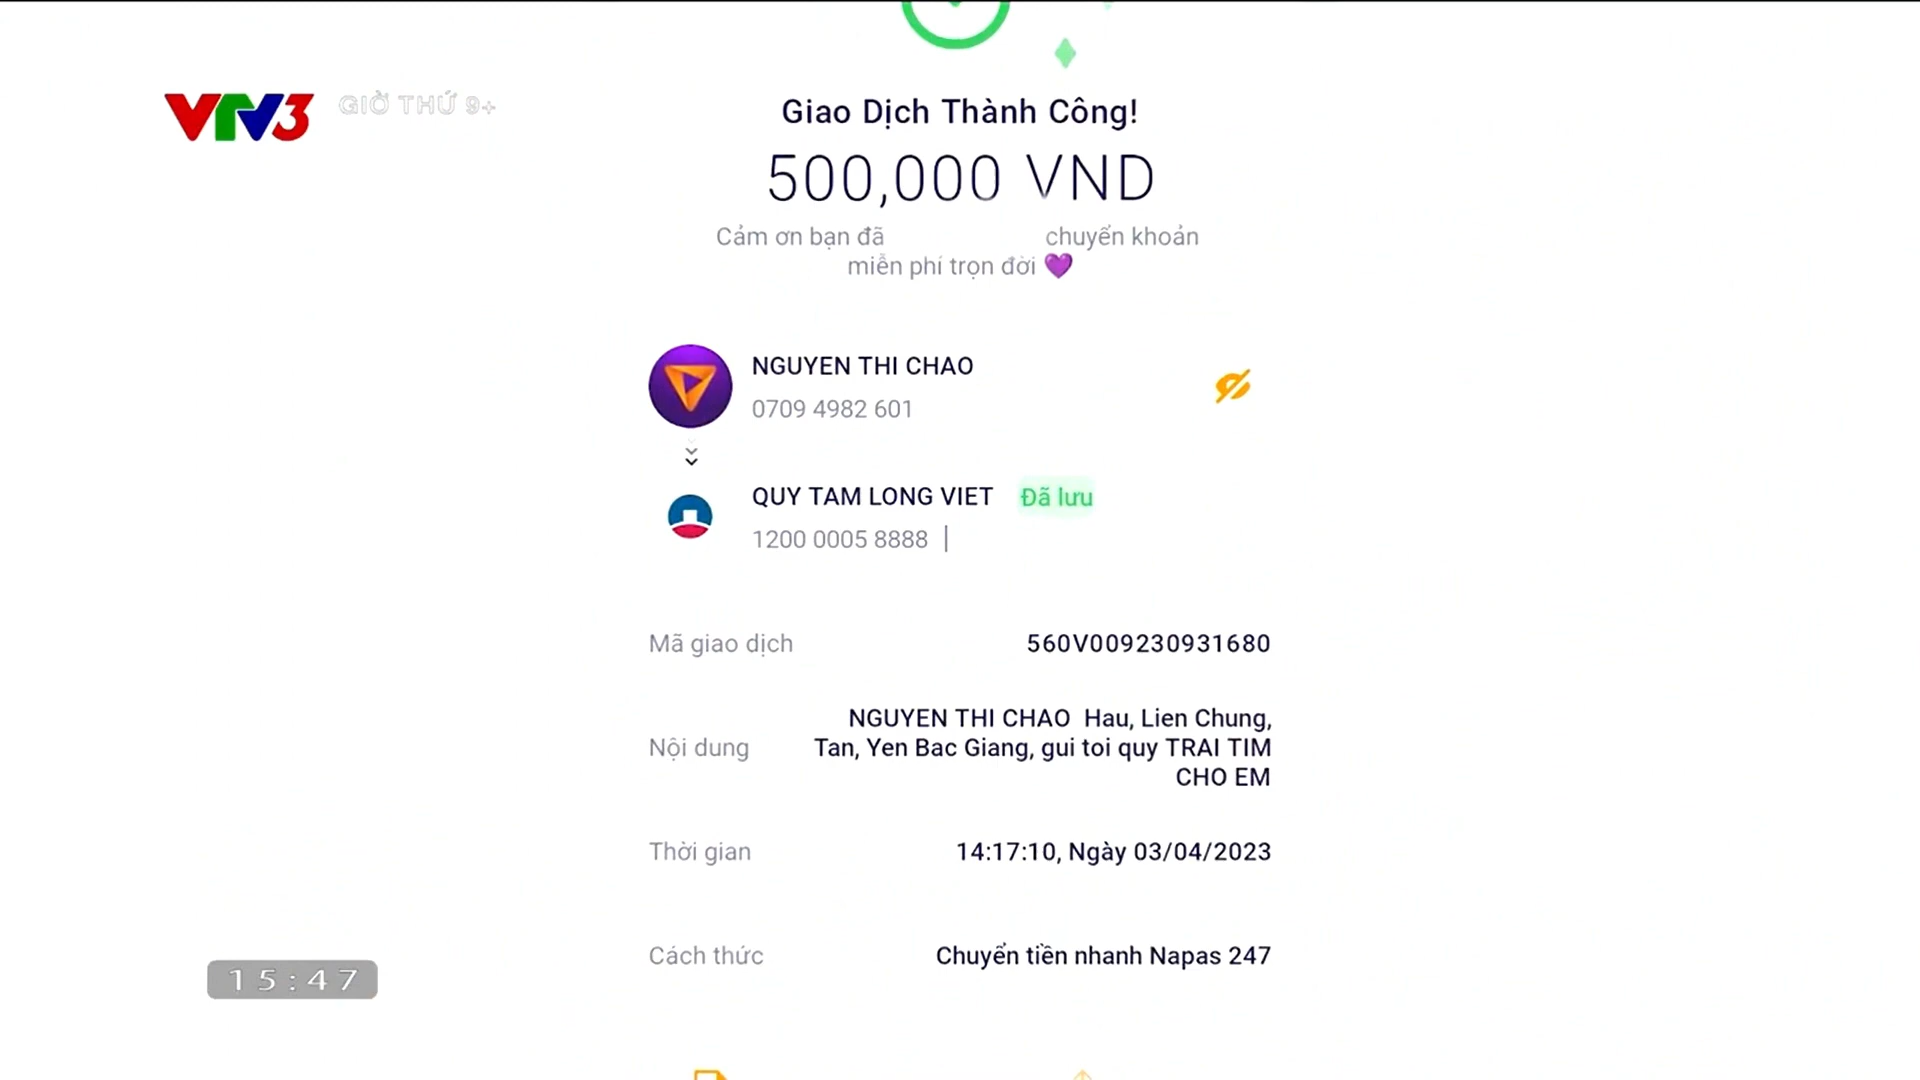 VTV3 GIỜ THỨ 9+
Giao Dịch Thành Công!
500,000 VND
Cảm ơn bạn đã chuyển khoản
miễn phí trọn đời 💜
NGUYEN THI CHAO
0709 4982 601
QUY TAM LONG VIET Đã lưu
1200 0005 8888 |
Mã giao dịch 560V009230931680
Nội dung NGUYEN THI CHAO Hau, Lien Chung,
Tan, Yen Bac Giang, gui toi quy TRAI TIM
CHO EM
Thời gian 14:17:10, Ngày 03/04/2023
Cách thức Chuyển tiền nhanh Napas 247
15:47